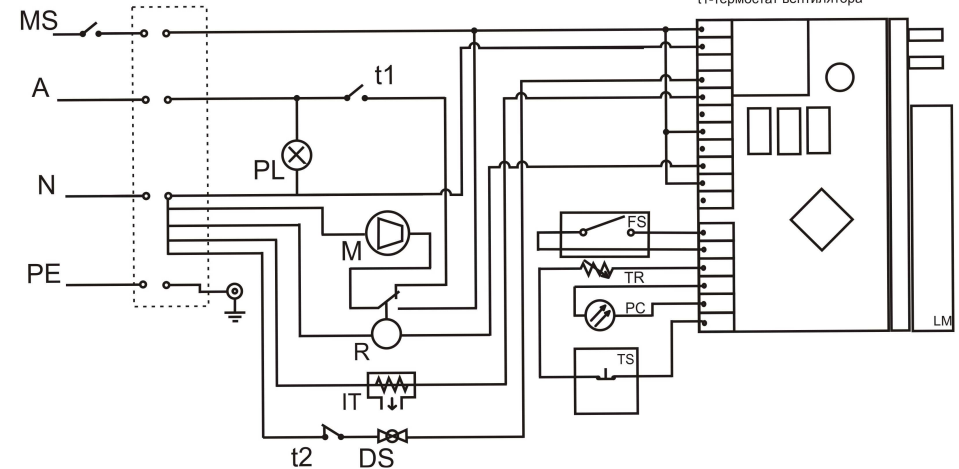 t1-термостат вентилятора
MS
A
t1
PL
N
M
FS
TR
PE
PC
R
LM
TS
IT
t2
DS